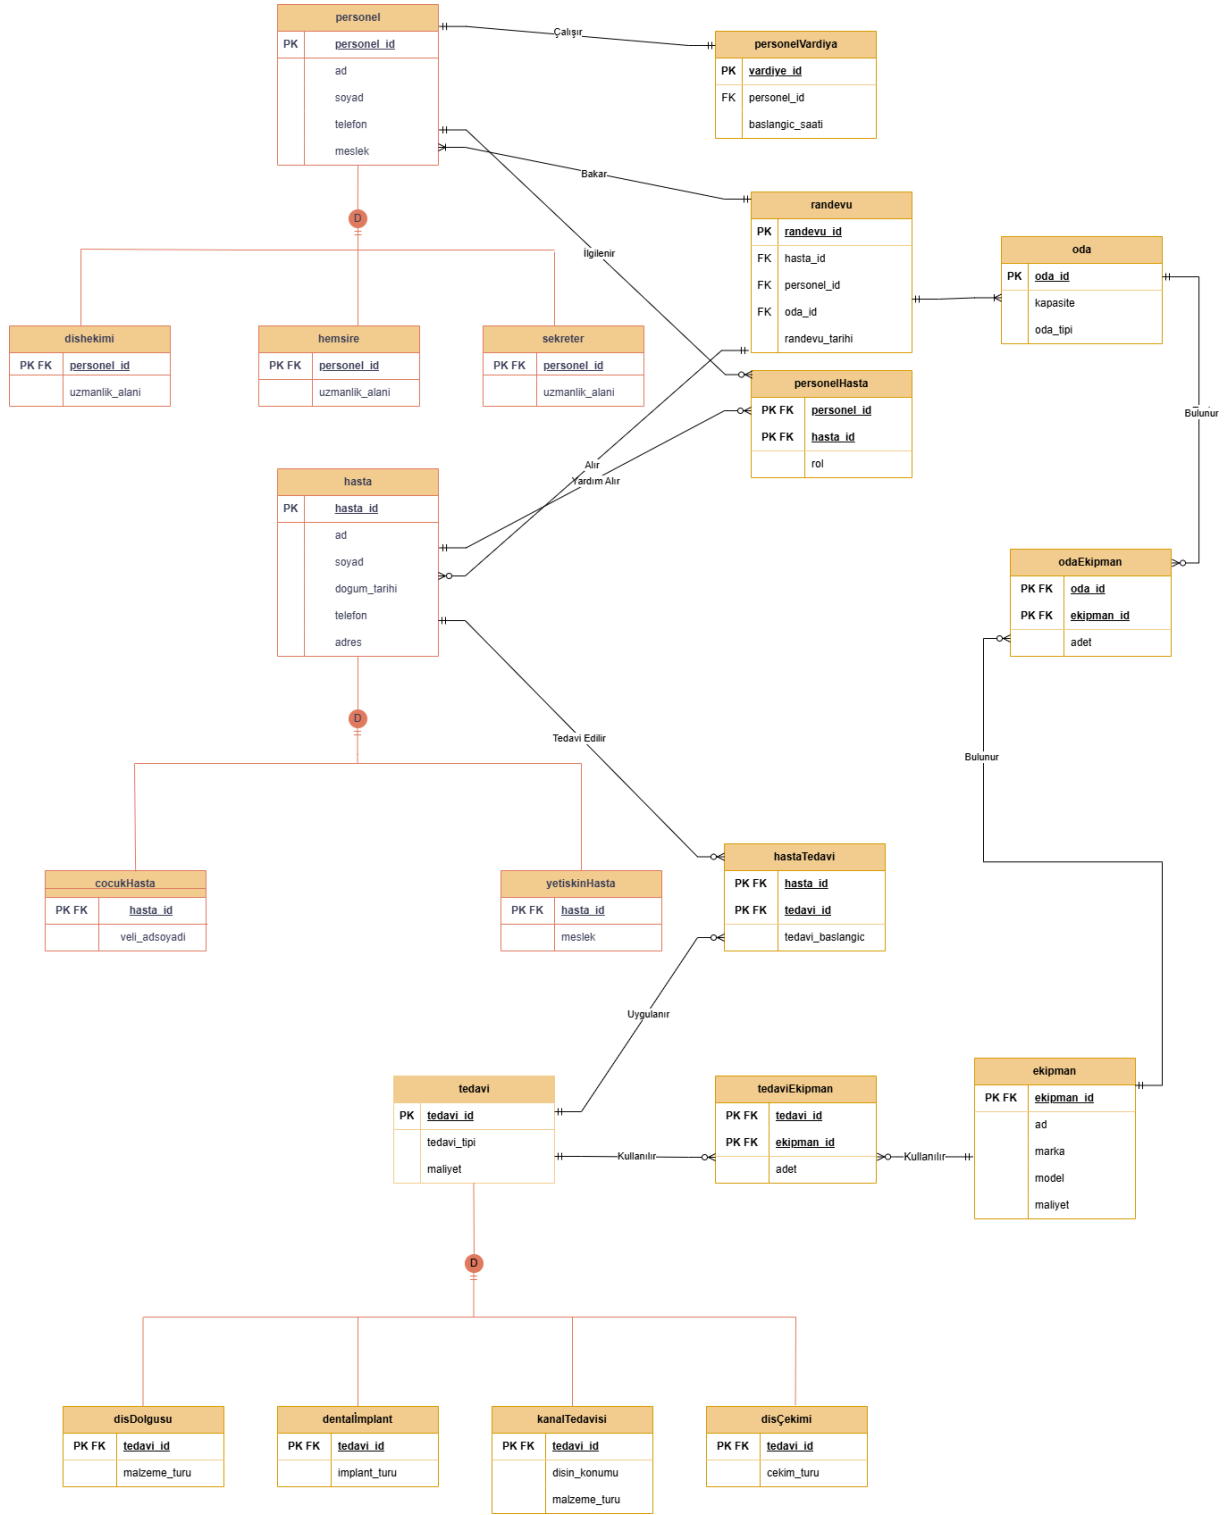 personel
PK personel_id
ad
soyad
telefon
meslek
Çalışır
personelVardiya
PK vardiye_id
FK personel_id
baslangic_saati
Bakar
İlgilenir
D
randevu
PK randevu_id
FK hasta_id
FK personel_id
FK oda_id
randevu_tarihi
oda
PK oda_id
kapasite
oda_tipi
dishekimi
PK FK personel_id
uzmanlik_alani
hemsire
PK FK personel_id
uzmanlik_alani
sekreter
PK FK personel_id
uzmanlik_alani
personelHasta
PK FK personel_id
PK FK hasta_id
rol
Bulunur
Alır
Yardım Alır
hasta
PK hasta_id
ad
soyad
dogum_tarihi
telefon
adres
odaEkipman
PK FK oda_id
PK FK ekipman_id
adet
D
Tedavi Edilir
Bulunur
cocukHasta
PK FK hasta_id
veli_adsoyadi
yetiskinHasta
PK FK hasta_id
meslek
hastaTedavi
PK FK hasta_id
PK FK tedavi_id
tedavi_baslangic
Uygulanır
tedavi
PK tedavi_id
tedavi_tipi
maliyet
Kullanılır
tedaviEkipman
PK FK tedavi_id
PK FK ekipman_id
adet
Kullanılır
ekipman
PK FK ekipman_id
ad
marka
model
maliyet
D
disDolgusu
PK FK tedavi_id
malzeme_turu
dentalİmplant
PK FK tedavi_id
implant_turu
kanalTedavisi
PK FK tedavi_id
disin_konumu
malzeme_turu
disÇekimi
PK FK tedavi_id
cekim_turu